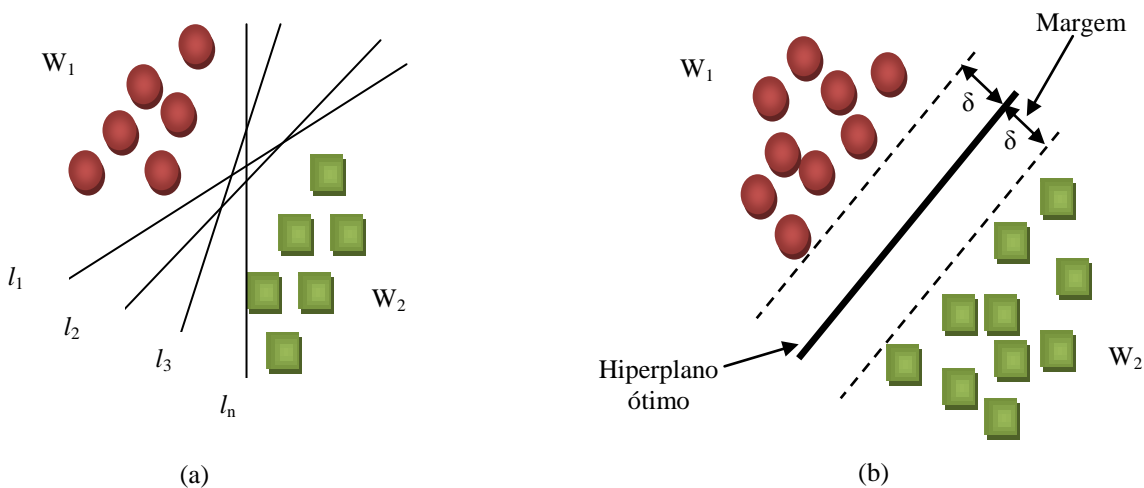 W₁
l₁
l₂
l₃
lₙ
W₂
(a)
Margem
W₁
δ
δ
Hiperplano
ótimo
W₂
(b)